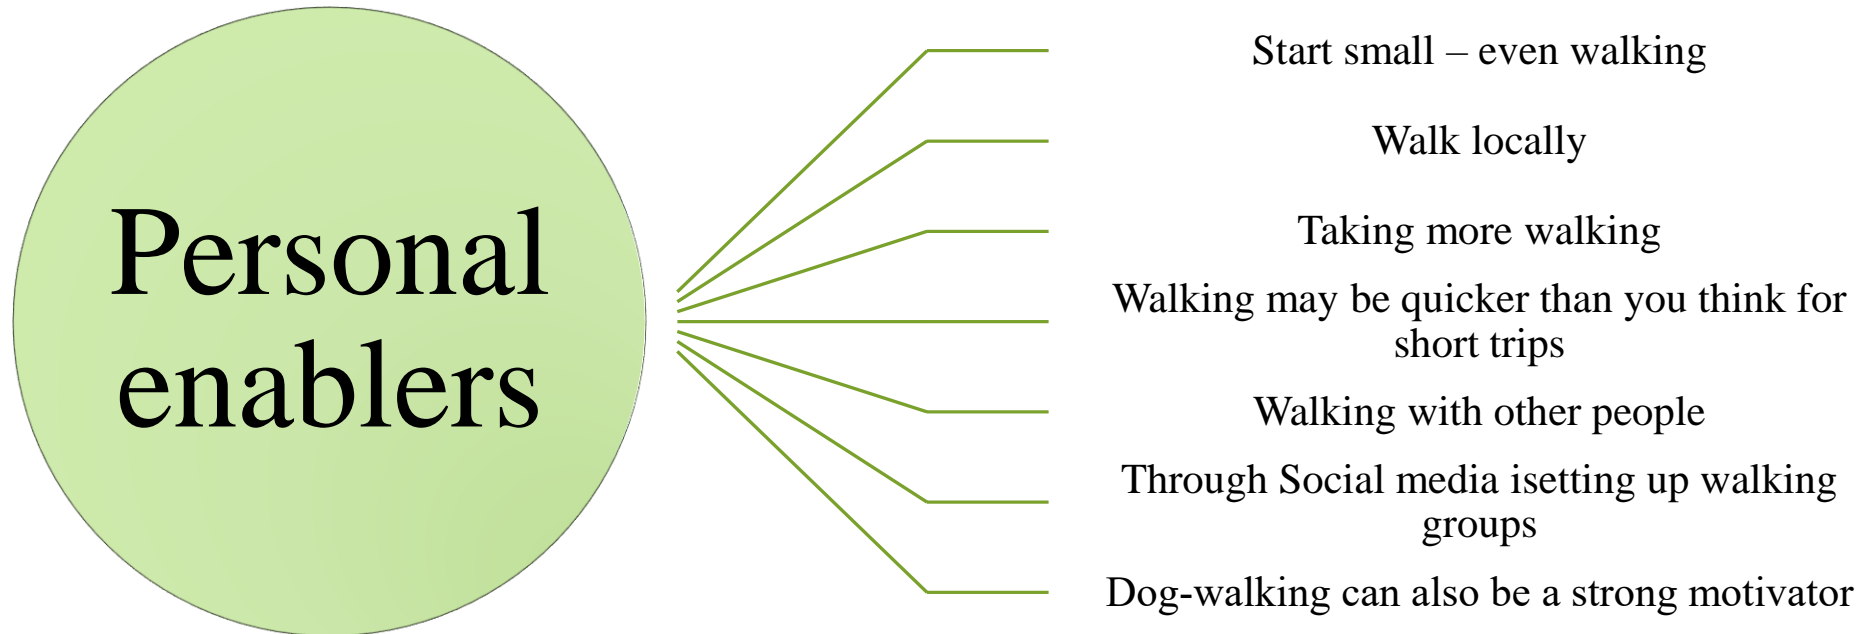 Personal
enablers
Start small – even walking
Walk locally
Taking more walking
Walking may be quicker than you think for
short trips
Walking with other people
Through Social media isetting up walking
groups
Dog-walking can also be a strong motivator